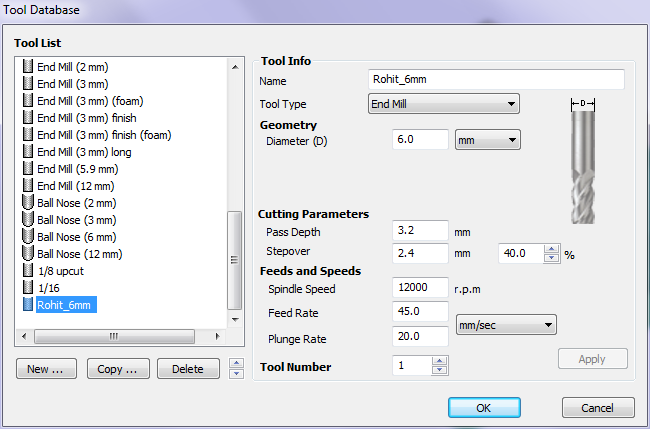 Tool Database
Tool List
End Mill (2 mm)
End Mill (3 mm)
End Mill (3 mm) (foam)
End Mill (3 mm) finish
End Mill (3 mm) finish (foam)
End Mill (3 mm) long
End Mill (5.9 mm)
End Mill (12 mm)
Ball Nose (2 mm)
Ball Nose (3 mm)
Ball Nose (6 mm)
Ball Nose (12 mm)
1/8 upcut
1/16
Rohit_6mm
New ... Copy ... Delete
Tool Info
Name Rohit_6mm
Tool Type End Mill
Geometry
Diameter (D) 6.0 mm
D
Cutting Parameters
Pass Depth 3.2 mm
Stepover 2.4 mm 40.0 %
Feeds and Speeds
Spindle Speed 12000 r.p.m
Feed Rate 45.0 mm/sec
Plunge Rate 20.0
Apply
Tool Number 1
OK Cancel